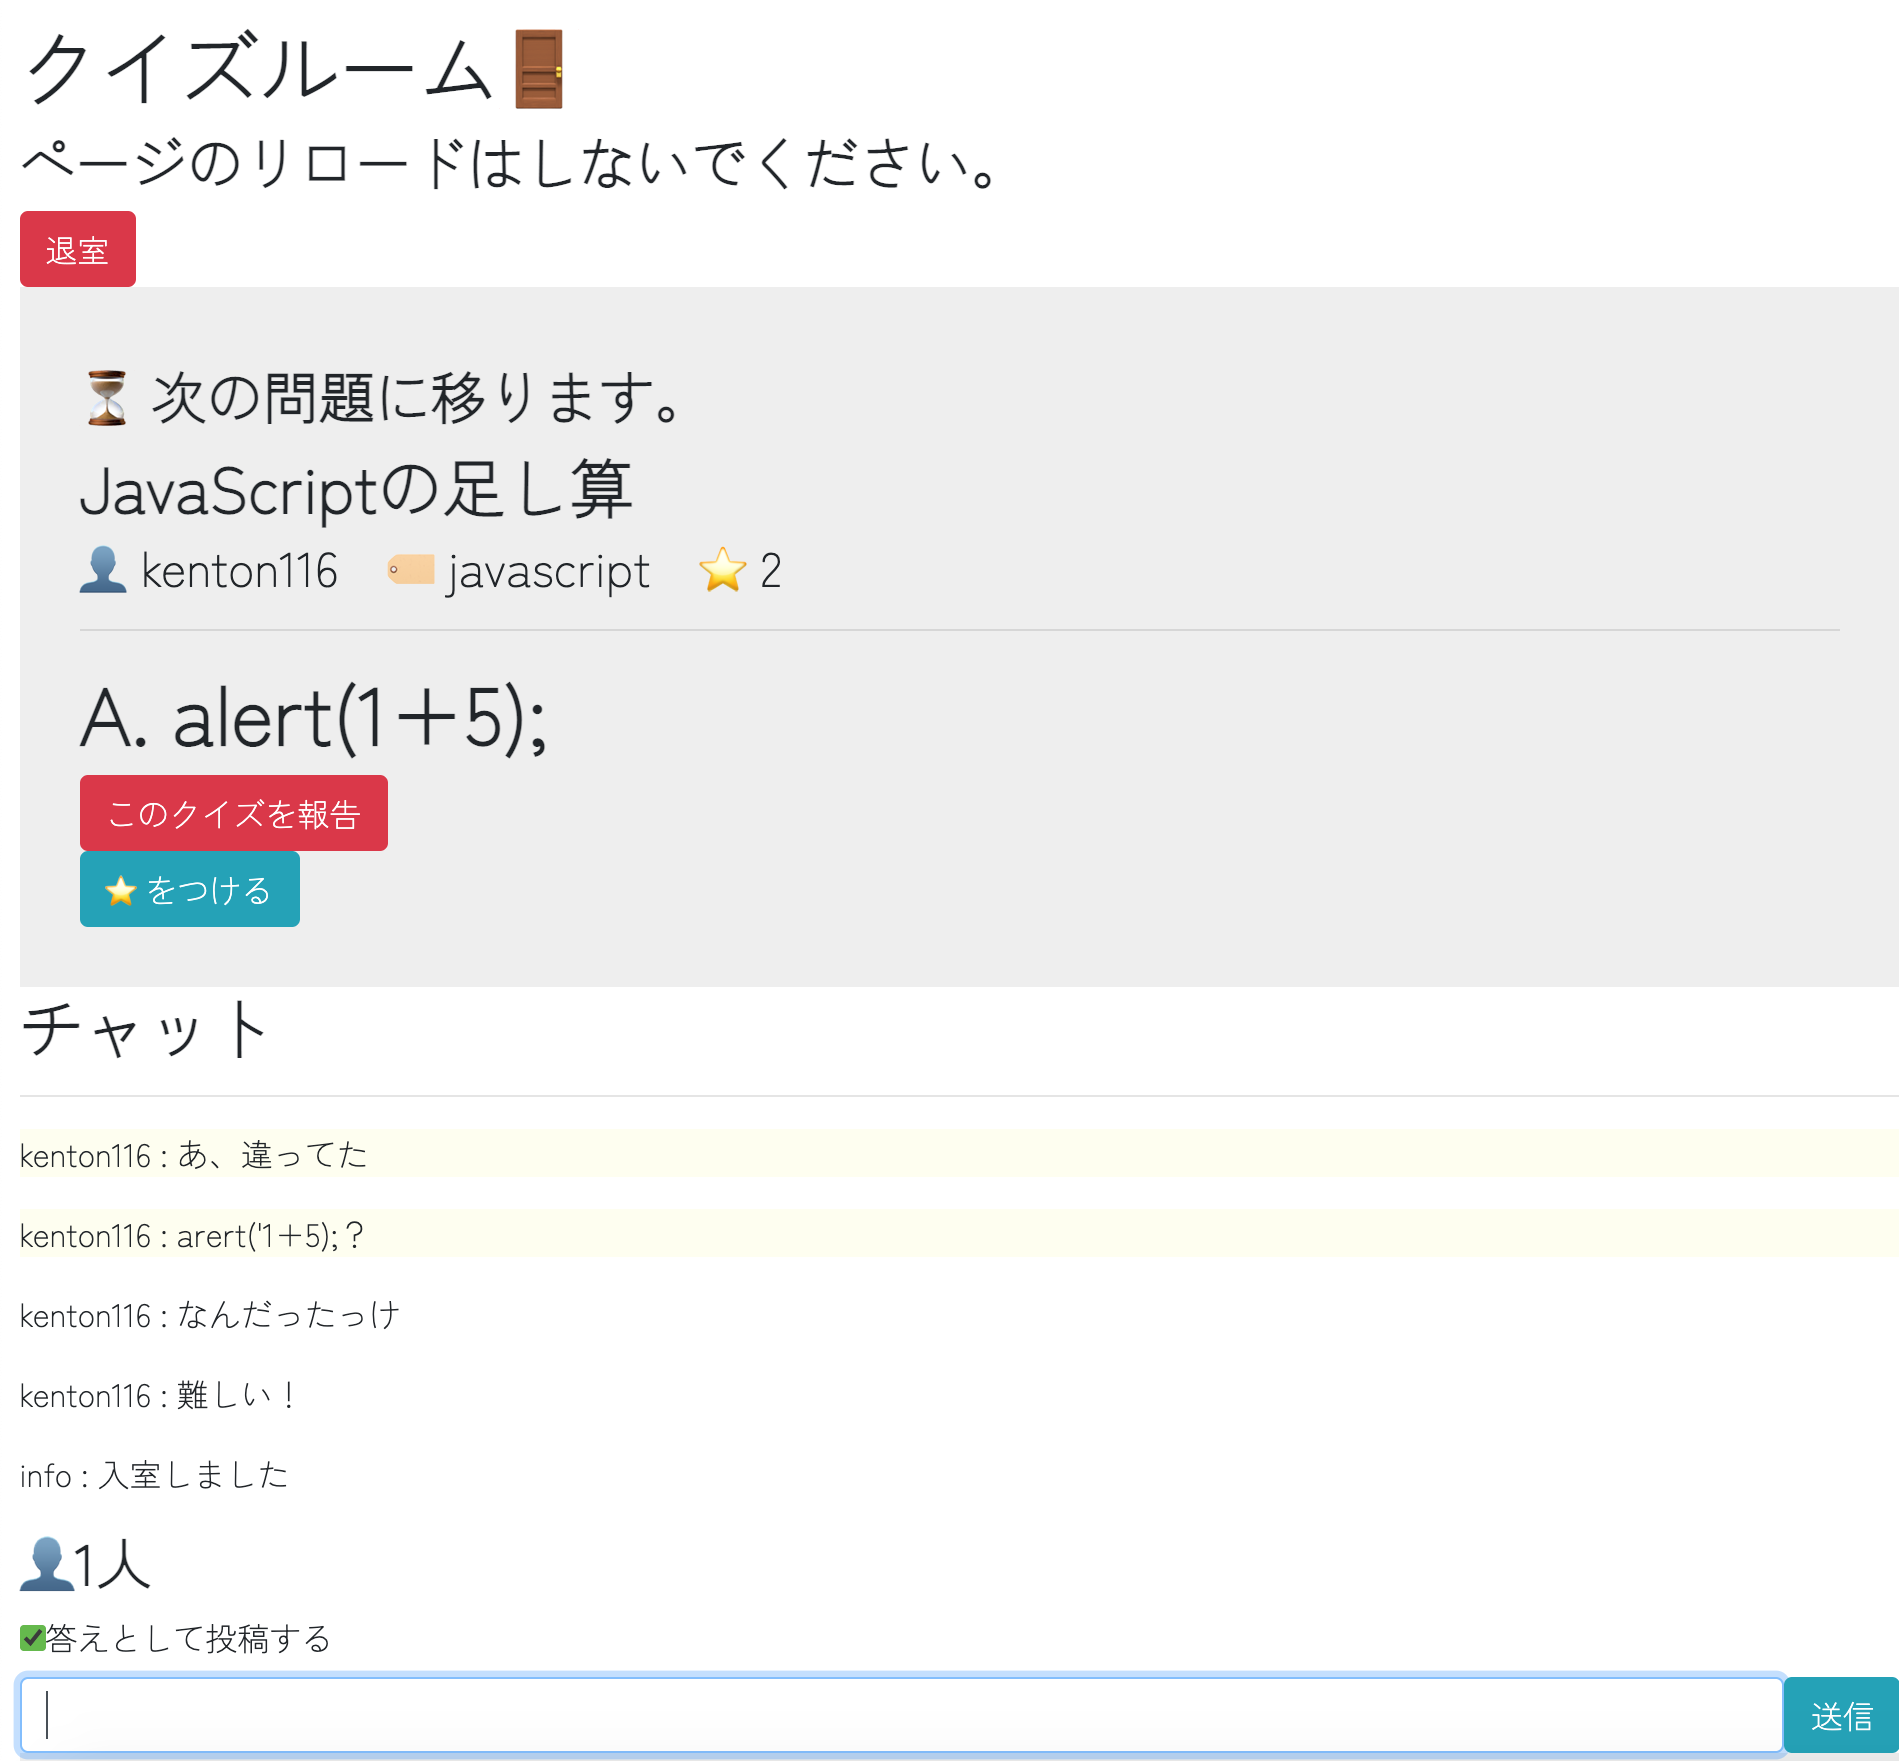 クイズルーム🚪
ページのリロードはしないでください。
退室
⏳ 次の問題に移ります。
JavaScriptの足し算
👤 kenton116 🏷️ javascript ⭐ 2
A. alert(1＋5);
このクイズを報告
⭐ をつける
チャット
kenton116 : あ、違ってた
kenton116 : arert('1＋5);？
kenton116 : なんだったっけ
kenton116 : 難しい！
info : 入室しました
👤1人
✅答えとして投稿する
送信